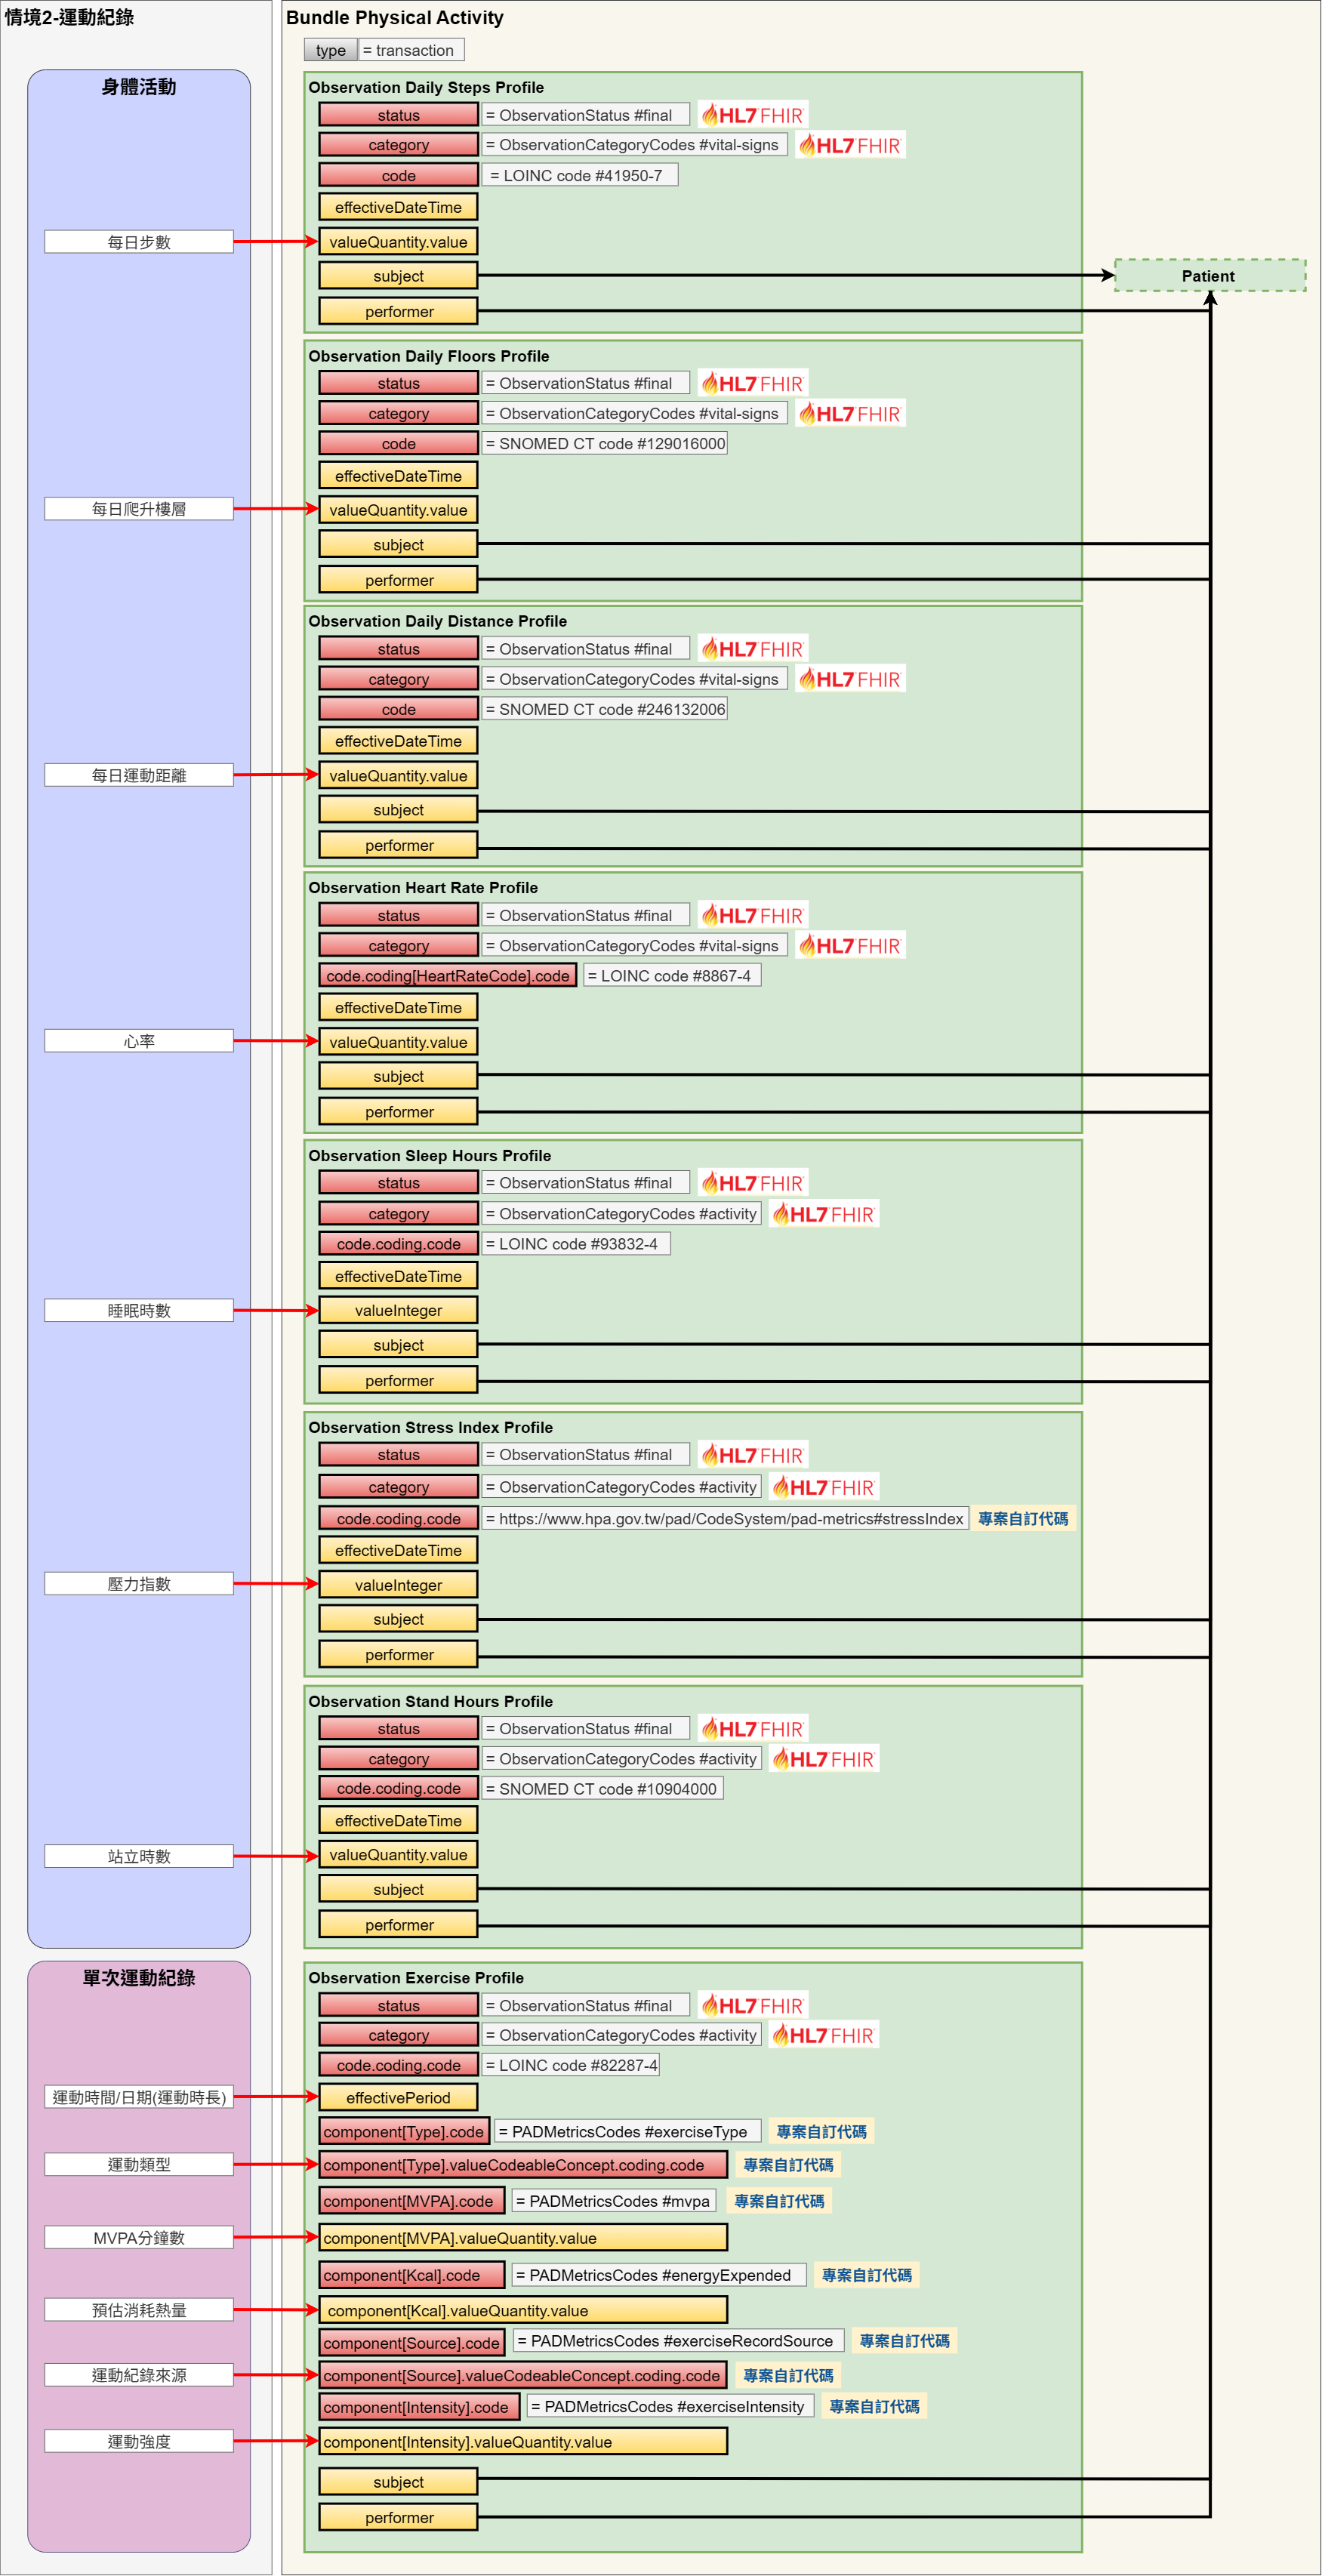 情境2-運動紀錄
Bundle Physical Activity
type = transaction
身體活動
Observation Daily Steps Profile
status = ObservationStatus #final HL7 FHIR
category = ObservationCategoryCodes #vital-signs HL7 FHIR
code = LOINC code #41950-7
effectiveDateTime
每日步數 valueQuantity.value
subject Patient
performer
Observation Daily Floors Profile
status = ObservationStatus #final HL7 FHIR
category = ObservationCategoryCodes #vital-signs HL7 FHIR
code = SNOMED CT code #129016000
effectiveDateTime
每日爬升樓層 valueQuantity.value
subject
performer
Observation Daily Distance Profile
status = ObservationStatus #final HL7 FHIR
category = ObservationCategoryCodes #vital-signs HL7 FHIR
code = SNOMED CT code #246132006
effectiveDateTime
每日運動距離 valueQuantity.value
subject
performer
Observation Heart Rate Profile
status = ObservationStatus #final HL7 FHIR
category = ObservationCategoryCodes #vital-signs HL7 FHIR
code.coding[HeartRateCode].code = LOINC code #8867-4
effectiveDateTime
心率 valueQuantity.value
subject
performer
Observation Sleep Hours Profile
status = ObservationStatus #final HL7 FHIR
category = ObservationCategoryCodes #activity HL7 FHIR
code.coding.code = LOINC code #93832-4
effectiveDateTime
睡眠時數 valueInteger
subject
performer
Observation Stress Index Profile
status = ObservationStatus #final HL7 FHIR
category = ObservationCategoryCodes #activity HL7 FHIR
code.coding.code = https://www.hpa.gov.tw/pad/CodeSystem/pad-metrics#stressIndex 專案自訂代碼
effectiveDateTime
壓力指數 valueInteger
subject
performer
Observation Stand Hours Profile
status = ObservationStatus #final HL7 FHIR
category = ObservationCategoryCodes #activity HL7 FHIR
code.coding.code = SNOMED CT code #10904000
effectiveDateTime
站立時數 valueQuantity.value
subject
performer
單次運動紀錄
Observation Exercise Profile
status = ObservationStatus #final HL7 FHIR
category = ObservationCategoryCodes #activity HL7 FHIR
code.coding.code = LOINC code #82287-4
運動時間/日期(運動時長) effectivePeriod
component[Type].code = PADMetricsCodes #exerciseType 專案自訂代碼
運動類型 component[Type].valueCodeableConcept.coding.code 專案自訂代碼
component[MVPA].code = PADMetricsCodes #mvpa 專案自訂代碼
MVPA分鐘數 component[MVPA].valueQuantity.value
component[Kcal].code = PADMetricsCodes #energyExpended 專案自訂代碼
預估消耗熱量 component[Kcal].valueQuantity.value
component[Source].code = PADMetricsCodes #exerciseRecordSource 專案自訂代碼
運動紀錄來源 component[Source].valueCodeableConcept.coding.code 專案自訂代碼
component[Intensity].code = PADMetricsCodes #exerciseIntensity 專案自訂代碼
運動強度 component[Intensity].valueQuantity.value
subject
performer